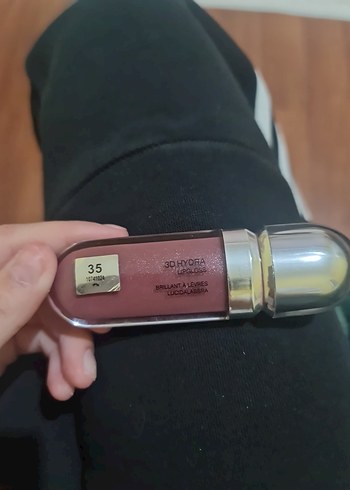 35
3D HYDRA
LIPGLOSS
BRILLANT À LÈVRES
LUCIDALABBRA